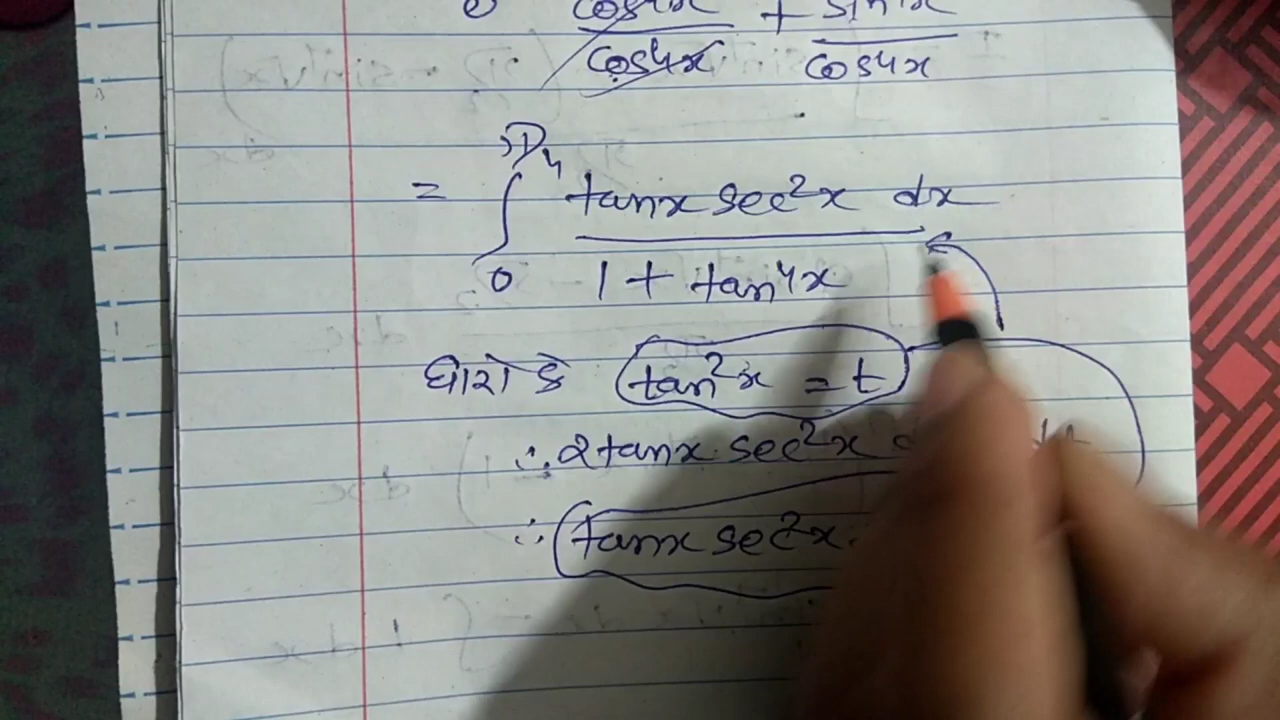 cos⁴x/cos⁴x + sin⁴x/cos⁴x
= ∫₀^(π/4) tanx sec²x dx / 1 + tan⁴x
ધારો કે tan²x = t
∴ 2tanx sec²x
∴ tanx sec²x